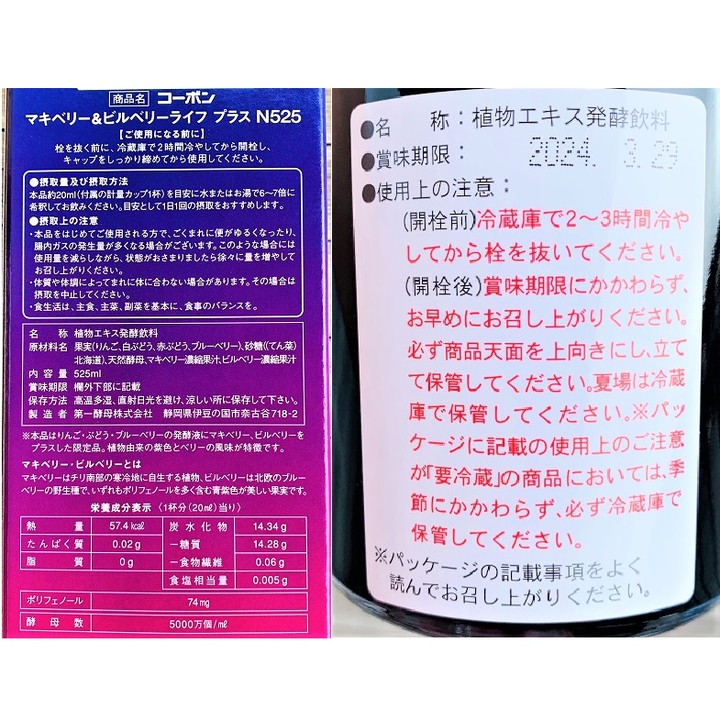 商品名 コーボン
マキベリー&ビルベリーライフ プラス N525
【ご使用になる前に】
栓を抜く前に、冷蔵庫で2時間冷やしてから開栓し、
キャップをしっかり締めてから使用してください。
●摂取量及び摂取方法
本品約20ml(付属の計量カップ1杯)を目安に水またはお湯で6〜7倍に
希釈してお飲みください。目安として1日1回の摂取をおすすめします。
●摂取上の注意
・本品をはじめてご使用される方で、ごくまれに便がゆるくなったり、
腸内ガスの発生量が多くなる場合がございます。このような場合には
使用量を減らしながら、状態がおさまりましたら徐々に量を増やして
お召し上がりください。
・体質や体調によってまれに体に合わない場合があります。その場合は
摂取を中止してください。
・食生活は、主食、主菜、副菜を基本に、食事のバランスを。
名 称 植物エキス発酵飲料
原材料名 果実(りんご、白ぶどう、赤ぶどう、ブルーベリー)、砂糖((てん菜)
北海道)、天然酵母、マキベリー濃縮果汁、ビルベリー濃縮果汁
内容量 525ml
賞味期限 欄外下部に記載
保存方法 高温多湿、直射日光を避け、涼しい所に保存して下さい。
製造者 第一酵母株式会社 静岡県伊豆の国市奈古谷718-2
※本品はりんご・ぶどう・ブルーベリーの発酵液にマキベリー、ビルベリーを
プラスした限定品。植物由来の紫色とベリーの風味が特徴です。
マキベリー・ビルベリーとは
マキベリーはチリ南部の寒冷地に自生する植物、ビルベリーは北欧のブルー
ベリーの野生種で、いずれもポリフェノールを多く含む青紫色が美しい果実です。
栄養成分表示 〈1杯分(20㎖)当り〉
熱量 57.4㎉ 炭水化物 14.34g
たんぱく質 0.02g ー糖質 14.28g
脂質 0g ー食物繊維 0.06g
食塩相当量 0.005g
ポリフェノール 74㎎
酵母数 5000万個/㎖
●名 称:植物エキス発酵飲料
●賞味期限: 2024. 3.29
●使用上の注意:
(開栓前)冷蔵庫で2〜3時間冷や
してから栓を抜いてください。
(開栓後)賞味期限にかかわらず、
お早めにお召し上がりください。
必ず商品天面を上向きにし、立て
て保管してください。夏場は冷蔵
庫で保管してください。※パッ
ケージに記載の使用上のご注意
が「要冷蔵」の商品においては、季
節にかかわらず、必ず冷蔵庫で
保管してください。
※パッケージの記載事項をよく
読んでお召し上がりください。